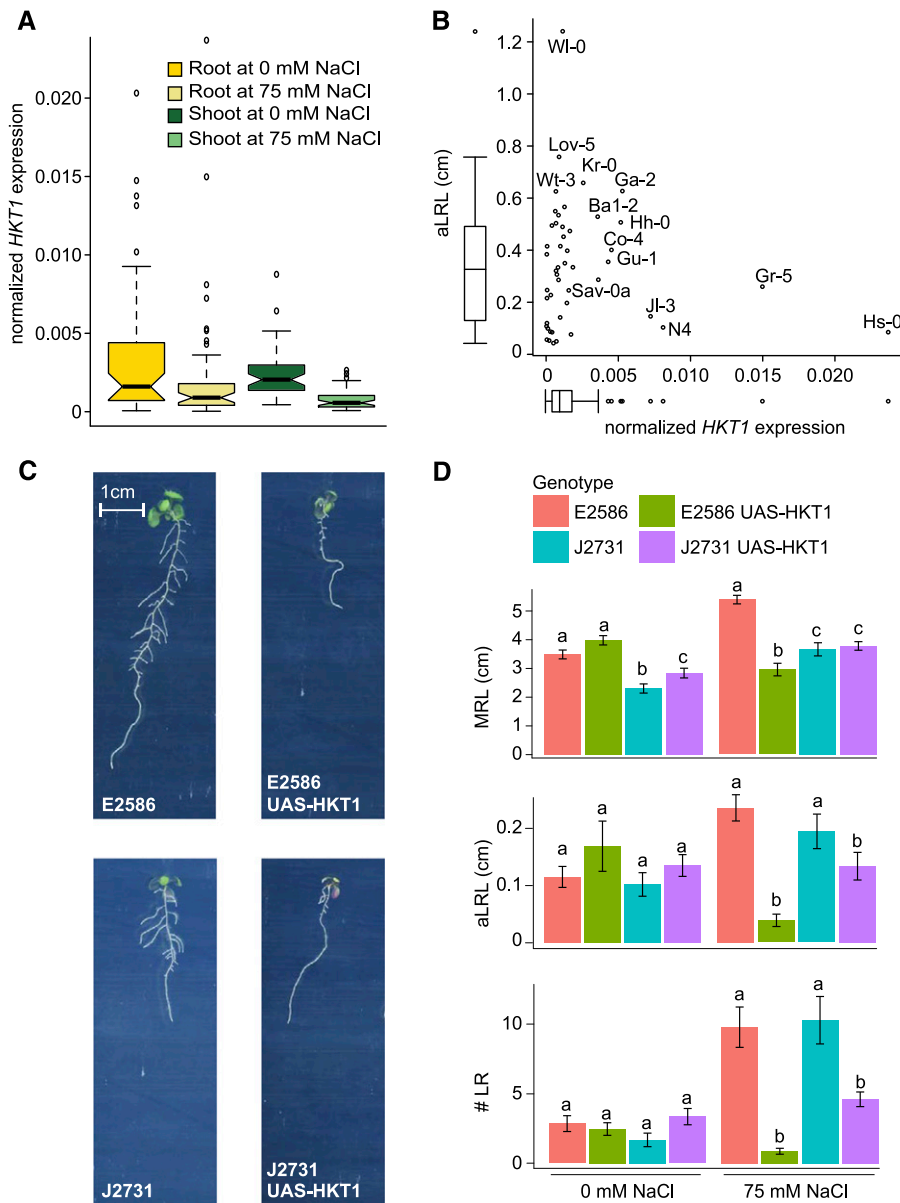 A
Root at 0 mM NaCl
Root at 75 mM NaCl
Shoot at 0 mM NaCl
Shoot at 75 mM NaCl
normalized HKT1 expression
0.020
0.015
0.010
0.005
0
B
aLRL (cm)
1.2
1.0
0.8
0.6
0.4
0.2
0
Wl-0
Lov-5
Kr-0
Wt-3
Ga-2
Ba1-2
Hh-0
Co-4
Gu-1
Sav-0a
Gr-5
Jl-3
N4
Hs-0
0 0.005 0.010 0.015 0.020
normalized HKT1 expression
C
1cm
E2586
E2586
UAS-HKT1
J2731
J2731
UAS-HKT1
D
Genotype
E2586
E2586 UAS-HKT1
J2731
J2731 UAS-HKT1
MRL (cm)
5
4
3
2
1
0
a a b c a b c c
aLRL (cm)
0.2
0.1
0
a a a a a b a b
# LR
10
5
0
a a a a a b a b
0 mM NaCl 75 mM NaCl